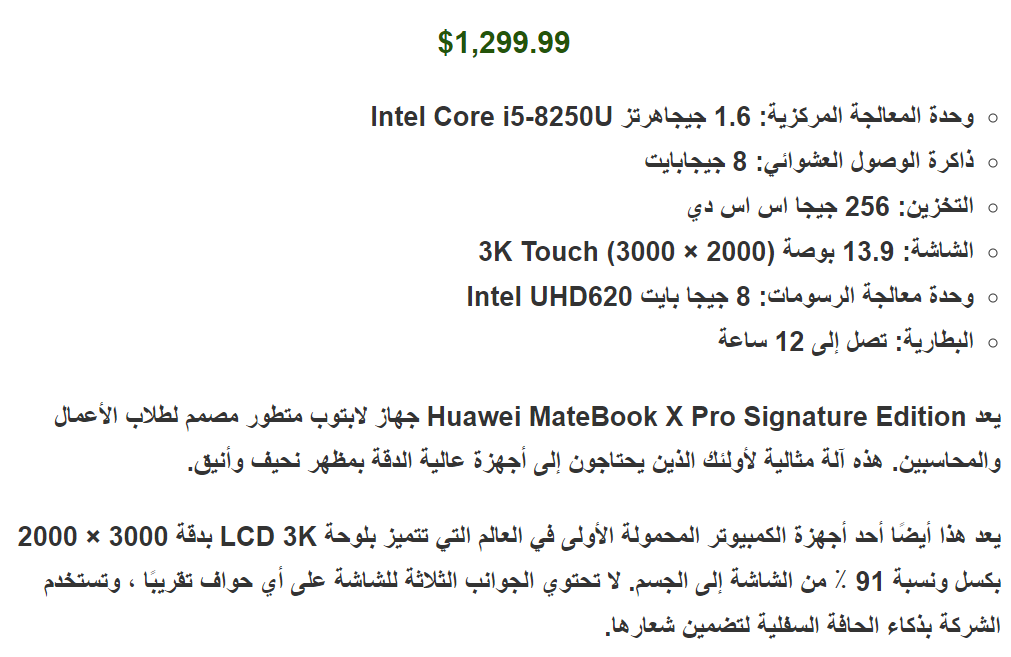 $1,299.99
وحدة المعالجة المركزية: 1.6 جيجاهرتز Intel Core i5-8250U
ذاكرة الوصول العشوائي: 8 جيجابايت
التخزين: 256 جيجا اس اس دي
الشاشة: 13.9 بوصة 3K Touch (3000 × 2000)
وحدة معالجة الرسومات: 8 جيجا بايت Intel UHD620
البطارية: تصل إلى 12 ساعة
يعد Huawei MateBook X Pro Signature Edition جهاز لابتوب متطور مصمم لطلاب الأعمال
والمحاسبين. هذه آلة مثالية لأولئك الذين يحتاجون إلى أجهزة عالية الدقة بمظهر نحيف وأنيق.
يعد هذا أيضًا أحد أجهزة الكمبيوتر المحمولة الأولى في العالم التي تتميز بلوحة LCD 3K بدقة 3000 × 2000
بكسل ونسبة 91 ٪ من الشاشة إلى الجسم. لا تحتوي الجوانب الثلاثة للشاشة على أي حواف تقريبًا ، وتستخدم
الشركة بذكاء الحافة السفلية لتضمين شعارها.